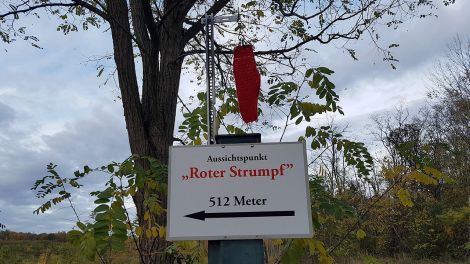 Aussichtspunkt
„Roter Strumpf”
512 Meter